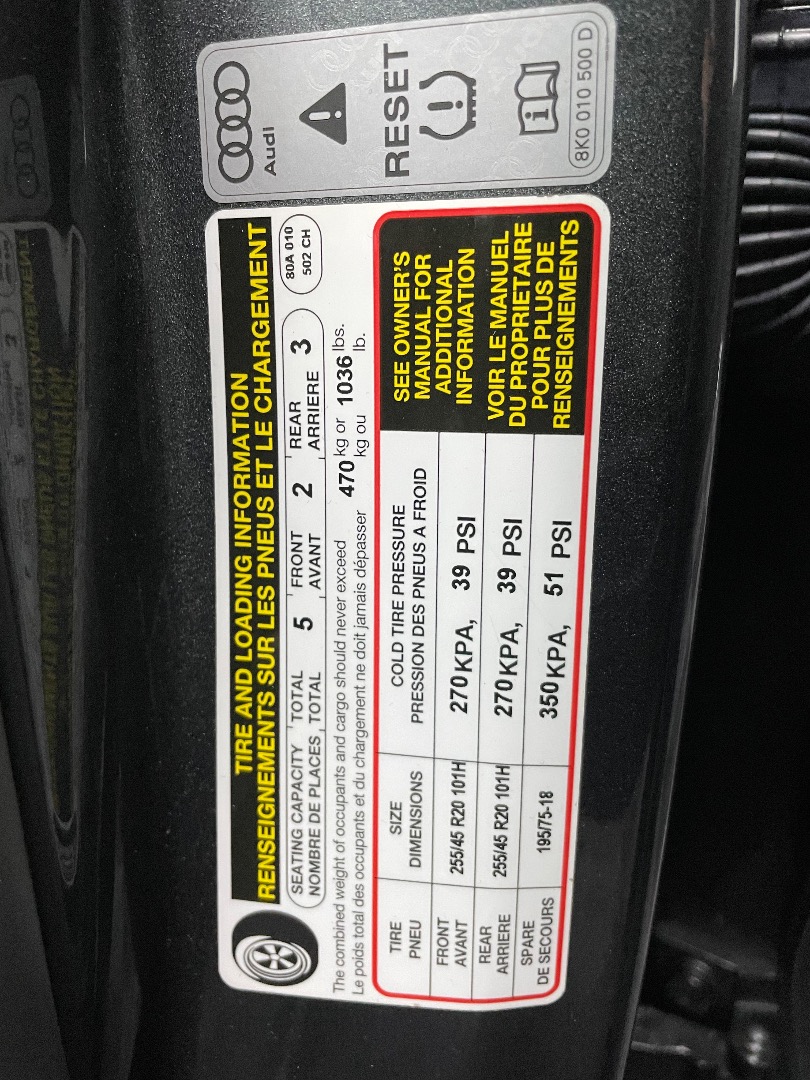 TIRE AND LOADING INFORMATION
RENSEIGNEMENTS SUR LES PNEUS ET LE CHARGEMENT
SEATING CAPACITY TOTAL 5 FRONT 2 REAR 3
NOMBRE DE PLACES TOTAL AVANT ARRIERE
80A 010
502 CH
The combined weight of occupants and cargo should never exceed 470 kg or 1036 lbs.
Le poids total des occupants et du chargement ne doit jamais dépasser kg ou lb.
TIRE SIZE COLD TIRE PRESSURE
PNEU DIMENSIONS PRESSION DES PNEUS A FROID
FRONT
AVANT 255/45 R20 101H 270 KPA, 39 PSI
REAR
ARRIERE 255/45 R20 101H 270 KPA, 39 PSI
SPARE
DE SECOURS 195/75-18 350 KPA, 51 PSI
SEE OWNER'S
MANUAL FOR
ADDITIONAL
INFORMATION
VOIR LE MANUEL
DU PROPRIETAIRE
POUR PLUS DE
RENSEIGNEMENTS
Audi
RESET
8K0 010 500 D